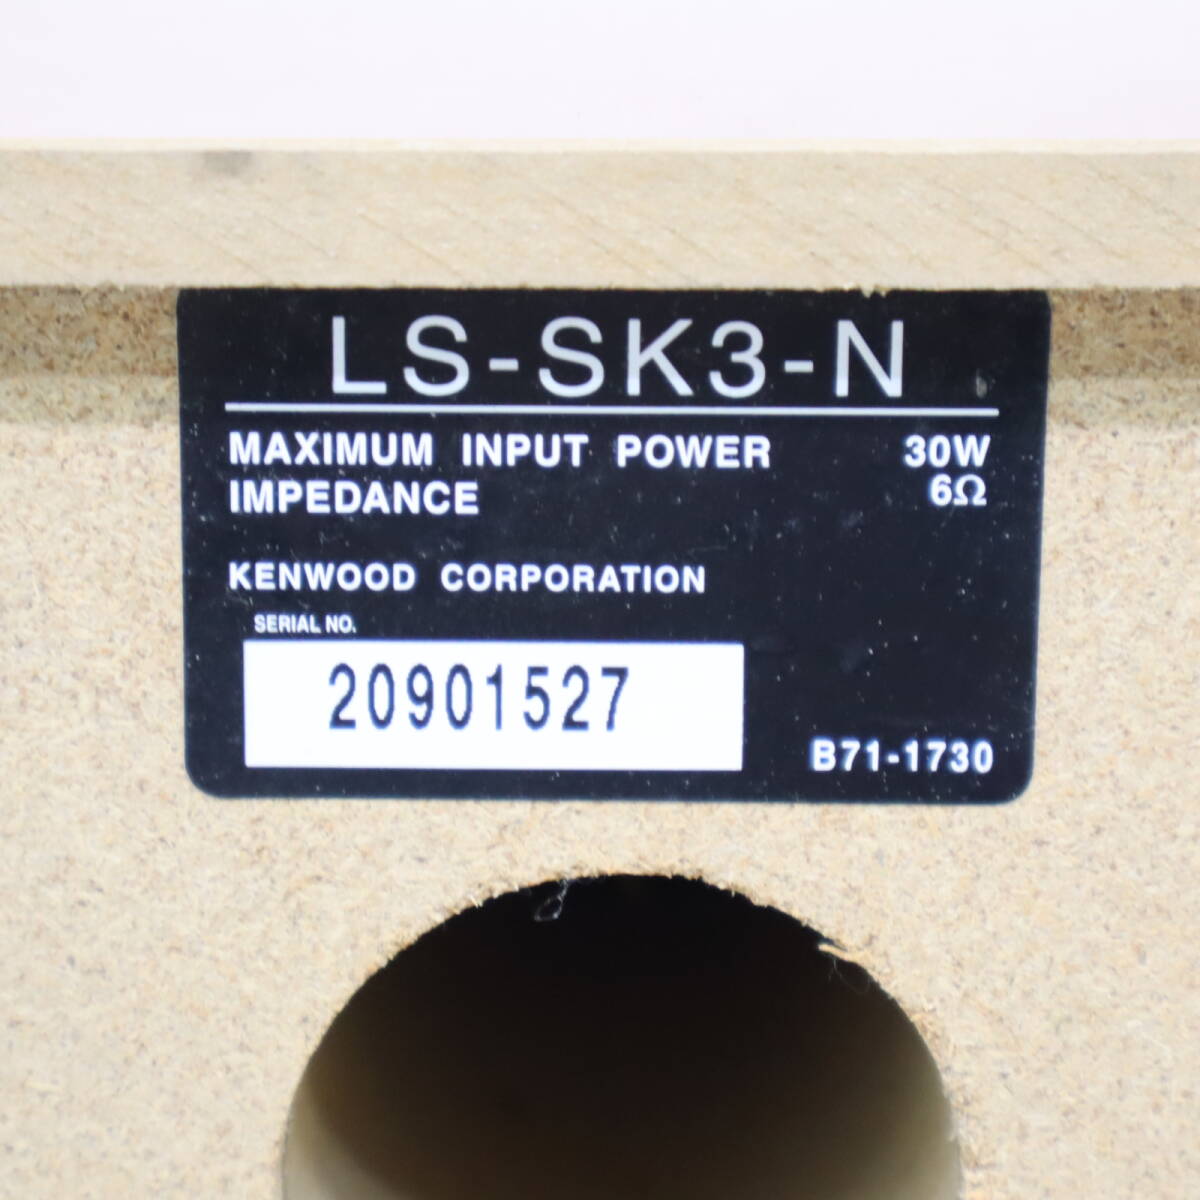 LS-SK3-N
MAXIMUM INPUT POWER 30W
IMPEDANCE 6Ω
KENWOOD CORPORATION
SERIAL NO.
20901527
B71-1730